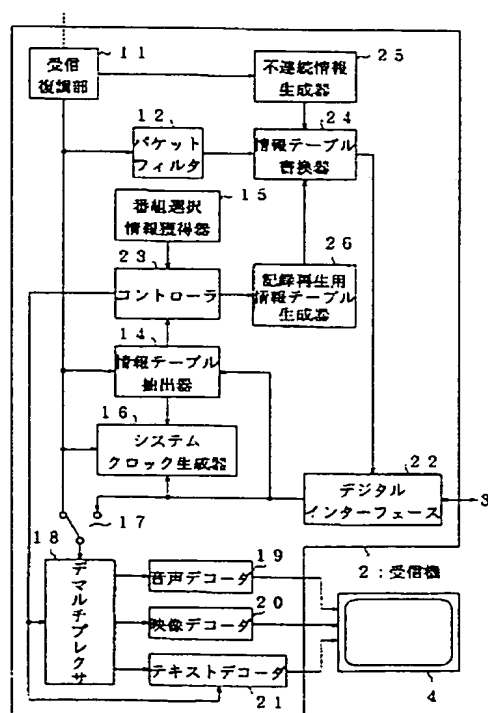 11
受信
復調部
25
不連続情報
生成器
12
パケット
フィルタ
24
情報テーブル
書換器
15
番組選択
情報獲得器
23
コントローラ
26
記録再生用
情報テーブル
生成器
14
情報テーブル
抽出器
16
システム
クロック生成器
22
デジタル
インターフェース
3
17
18
デマルチプレクサ
19
音声デコーダ
20
映像デコーダ
テキストデコーダ
21
2:受信機
4